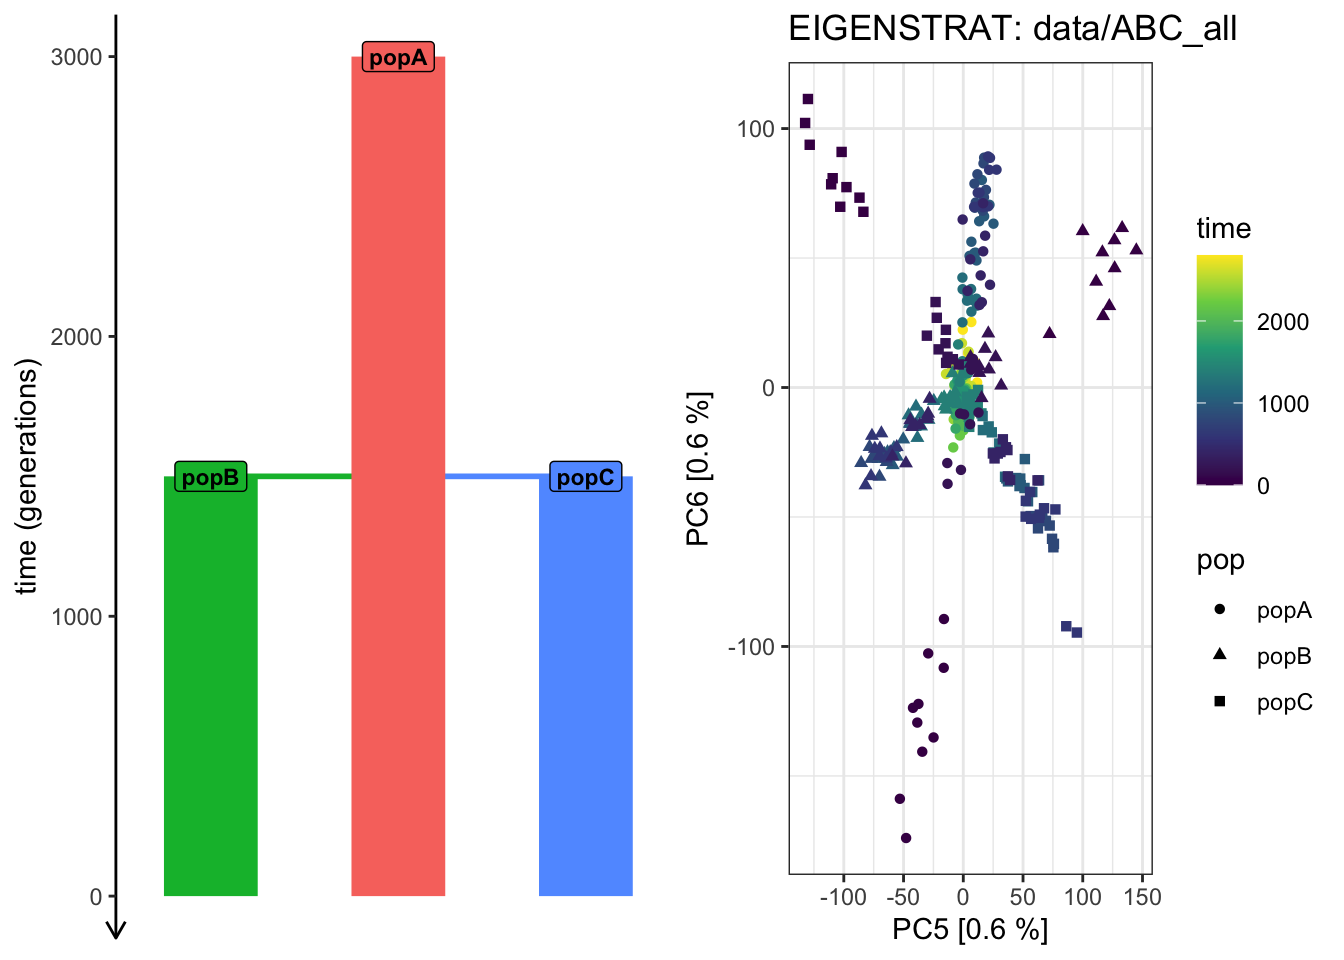 time (generations)
3000
2000
1000
0
popA
popB
popC
EIGENSTRAT: data/ABC_all
PC6 [0.6 %]
100
0
-100
-100
-50
0
50
100
150
PC5 [0.6 %]
time
2000
1000
0
pop
popA
popB
popC